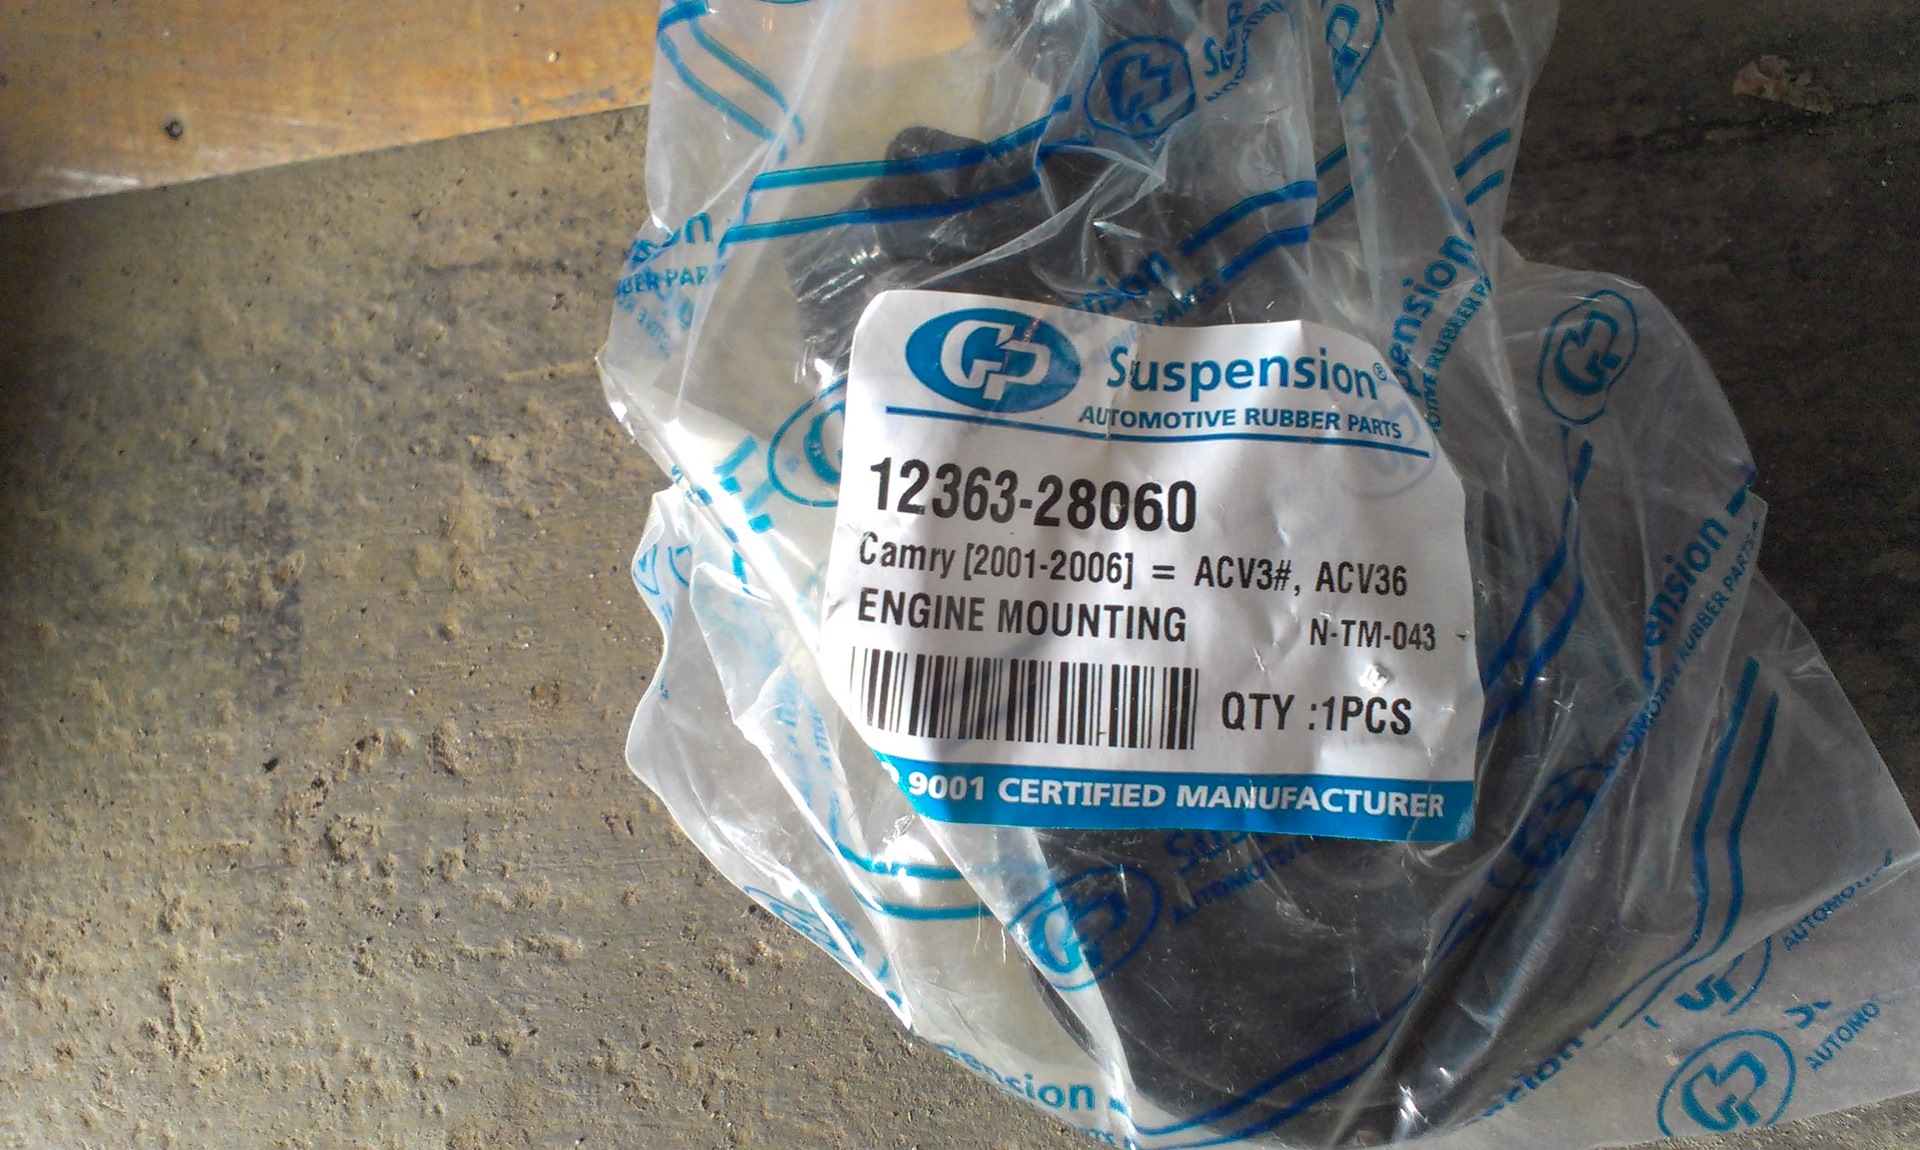 GP Suspension®
AUTOMOTIVE RUBBER PARTS
12363-28060
Camry [2001-2006] = ACV3#, ACV36
ENGINE MOUNTING N-TM-043
QTY :1PCS
9001 CERTIFIED MANUFACTURER